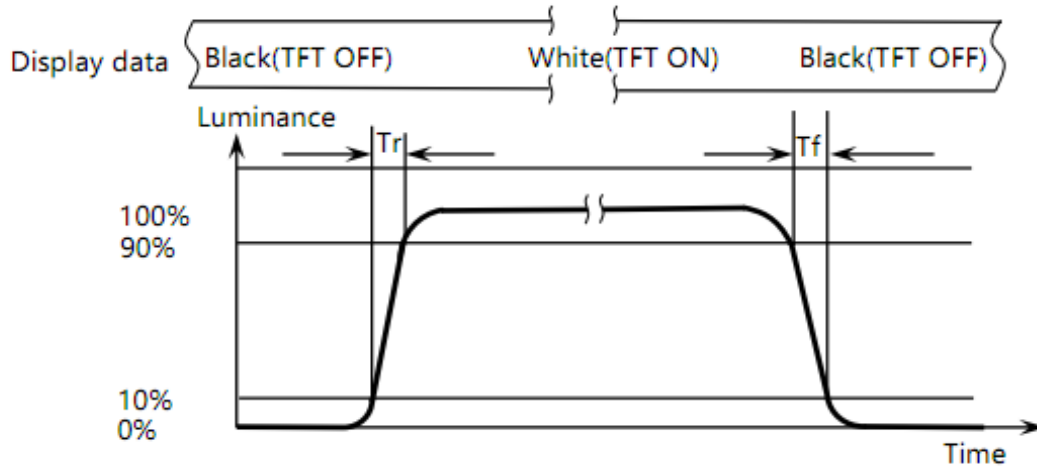 Display data
Black(TFT OFF) White(TFT ON) Black(TFT OFF)
Luminance
Tr Tf
100%
90%
10%
0%
Time